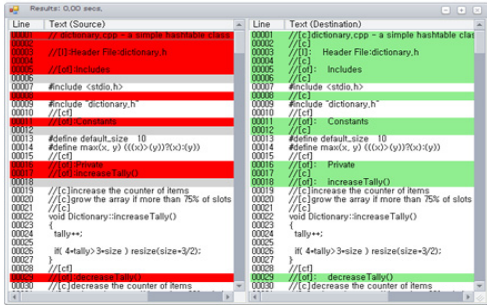 Results: 0.00 secs.
Line Text (Source)
00001 // dictionary.cpp - a simple hashtable class
00002
00003 //[1]:Header File:dictionary.h
00004
00005 //[of]:Includes
00006
00007 #include <stdio.h>
00008
00009 #include "dictionary.h"
00010 //[cf]
00011 //[of]:Constants
00012
00013 #define default_size 10
00014 #define max(x, y) (((x)>(y))?(x):(y))
00015 //[cf]
00016 //[of]:Private
00017 //[of]:increaseTally()
00018
00019 //[c]increase the counter of items
00020 //[c]grow the array if more than 75% of slots
00021 //[c]
00022 void Dictionary::increaseTally()
00023 {
00024 tally++;
00025
00026 if( 4*tally>3*size ) resize(size*3/2);
00027 }
00028 //[cf]
00029 //[of]:decreaseTally()
00030 //[c]decrease the counter of items
Line Text (Destination)
00001 //[c]dictionary.cpp - a simple hashtable clas
00002 //[c]
00003 //[1]: Header File:dictionary.h
00004 //[c]
00005 //[of]: Includes
00006 //[c]
00007 #include <stdio.h>
00008 //[c]
00009 #include "dictionary.h"
00010 //[cf]
00011 //[of]: Constants
00012 //[c]
00013 #define default_size 10
00014 #define max(x, y) (((x)>(y))?(x):(y))
00015 //[cf]
00016 //[of]: Private
00017 //[of]: increaseTally()
00018 //[c]
00019 //[c]increase the counter of items
00020 //[c]grow the array if more than 75% of slots
00021 //[c]
00022 void Dictionary::increaseTally()
00023 {
00024 tally++;
00025
00026 if( 4*tally>3*size ) resize(size*3/2);
00027 }
00028 //[cf]
00029 //[of]: decreaseTally()
00030 //[c]decrease the counter of items